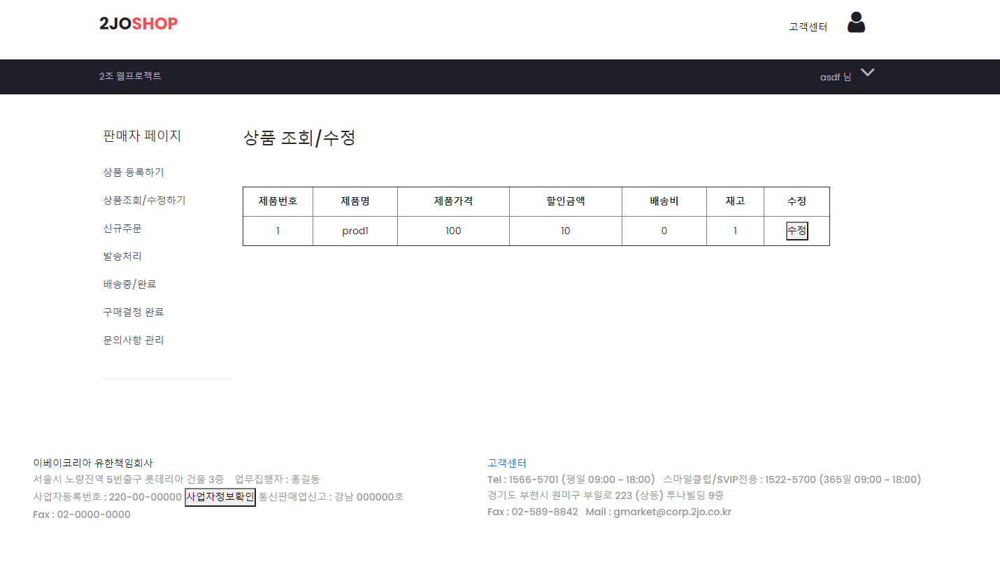 2JOSHOP
고객센터
2조 웹프로젝트
asdf 님
판매자 페이지
상품 등록하기
상품조회/수정하기
신규주문
발송처리
배송중/완료
구매결정 완료
문의사항 관리
상품 조회/수정
제품번호 제품명 제품가격 할인금액 배송비 재고 수정
1 prod1 100 10 0 1 수정
이베이코리아 유한책임회사
서울시 노량진역 5번출구 롯데리아 건물 3층 업무집행자 : 홍길동
사업자등록번호 : 220-00-00000 사업자정보확인 통신판매업신고 : 강남 000000호
Fax : 02-0000-0000
고객센터
Tel : 1566-5701 (평일 09:00 ~ 18:00) 스마일클럽/SVIP전용 : 1522-5700 (365일 09:00 ~ 18:00)
경기도 부천시 원미구 부일로 223 (상동) 투나빌딩 9층
Fax : 02-589-8842 Mail : gmarket@corp.2jo.co.kr